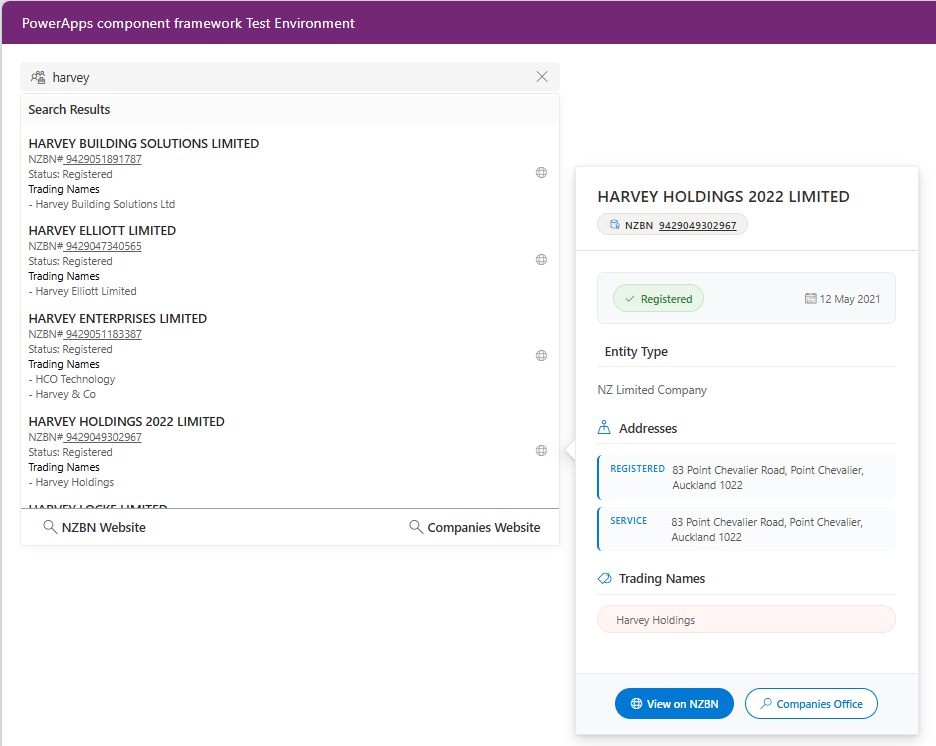 PowerApps component framework Test Environment
harvey
Search Results
HARVEY BUILDING SOLUTIONS LIMITED
NZBN# 9429051891787
Status: Registered
Trading Names
- Harvey Building Solutions Ltd
HARVEY ELLIOTT LIMITED
NZBN# 9429047340565
Status: Registered
Trading Names
- Harvey Elliott Limited
HARVEY ENTERPRISES LIMITED
NZBN# 9429051183387
Status: Registered
Trading Names
- HCO Technology
- Harvey & Co
HARVEY HOLDINGS 2022 LIMITED
NZBN# 9429049302967
Status: Registered
Trading Names
- Harvey Holdings
HARVEY LOCKE LIMITED
NZBN Website
Companies Website
HARVEY HOLDINGS 2022 LIMITED
NZBN 9429049302967
Registered
12 May 2021
Entity Type
NZ Limited Company
Addresses
REGISTERED 83 Point Chevalier Road, Point Chevalier,
Auckland 1022
SERVICE 83 Point Chevalier Road, Point Chevalier,
Auckland 1022
Trading Names
Harvey Holdings
View on NZBN
Companies Office